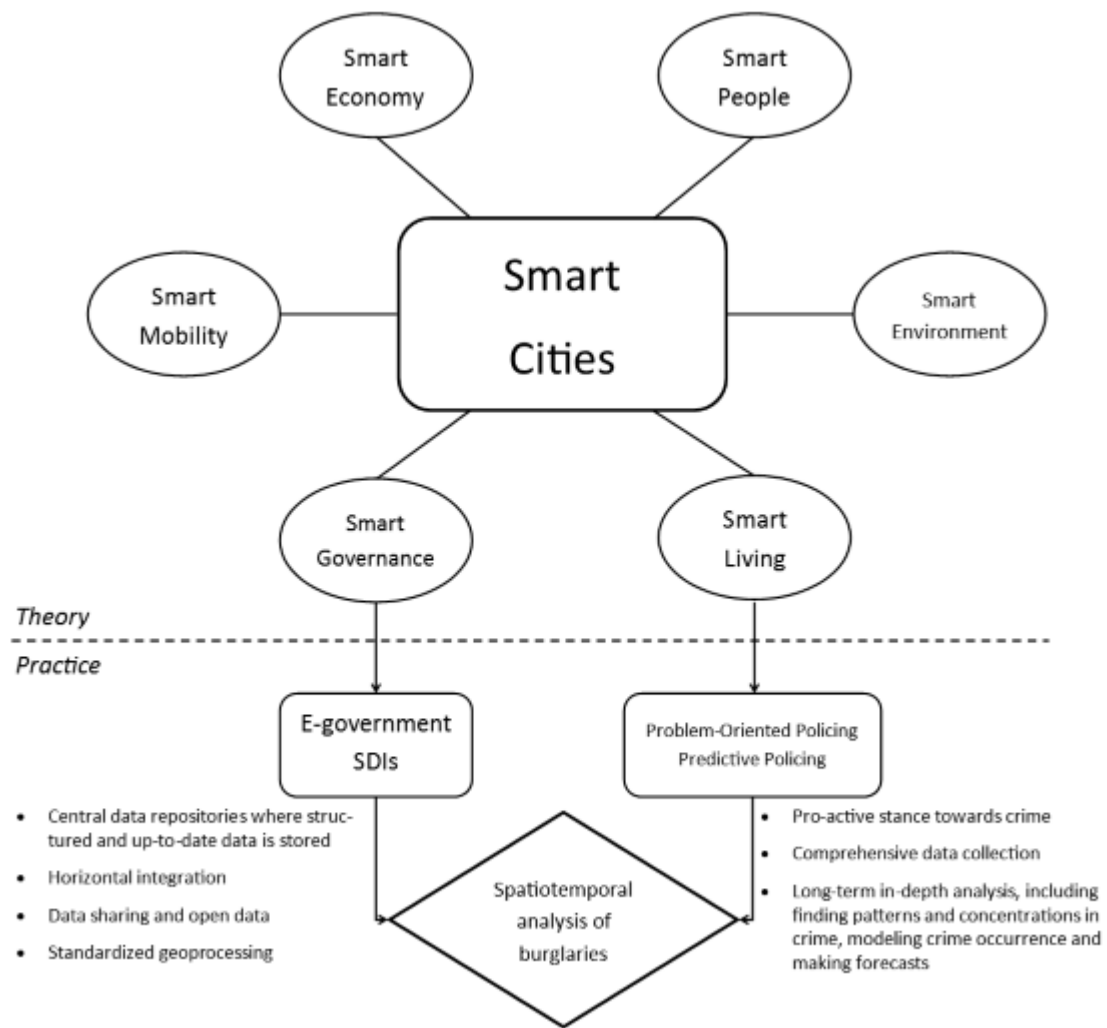 Smart
Economy
Smart
People
Smart
Mobility
Smart
Cities
Smart
Environment
Smart
Governance
Smart
Living
Theory
Practice
E-government
SDIs
Problem-Oriented Policing
Predictive Policing
• Central data repositories where struc-
tured and up-to-date data is stored
• Horizontal integration
• Data sharing and open data
• Standardized geoprocessing
Spatiotemporal
analysis of
burglaries
• Pro-active stance towards crime
• Comprehensive data collection
• Long-term in-depth analysis, including
finding patterns and concentrations in
crime, modeling crime occurrence and
making forecasts